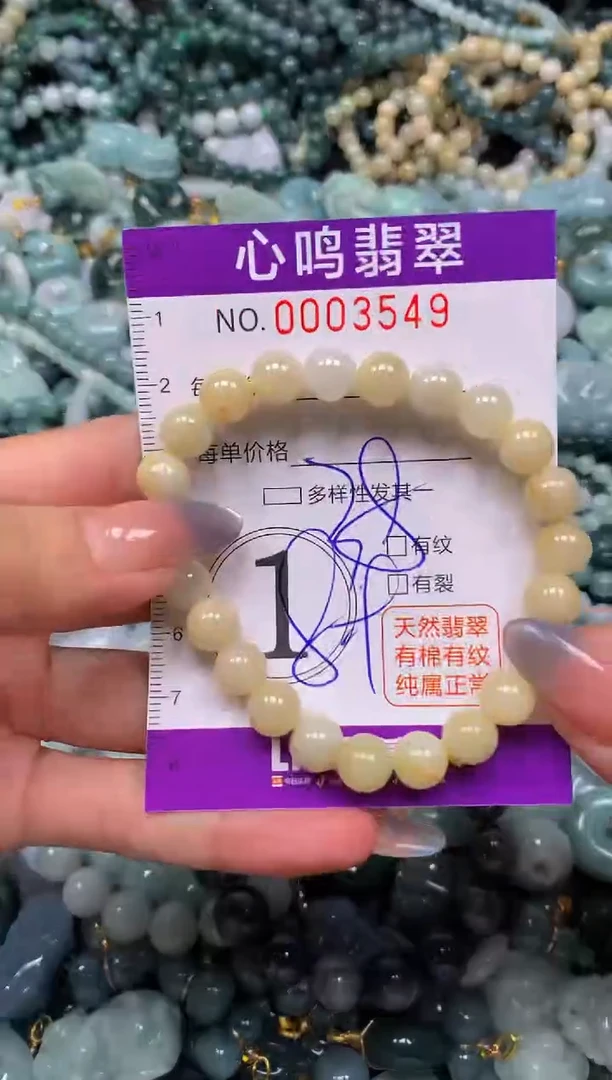 心鸣翡翠
NO. 0003549
1
2
每单价格
多样性发其一
有纹
1
有裂
天然翡翠
6
有棉有纹
纯属正常
7